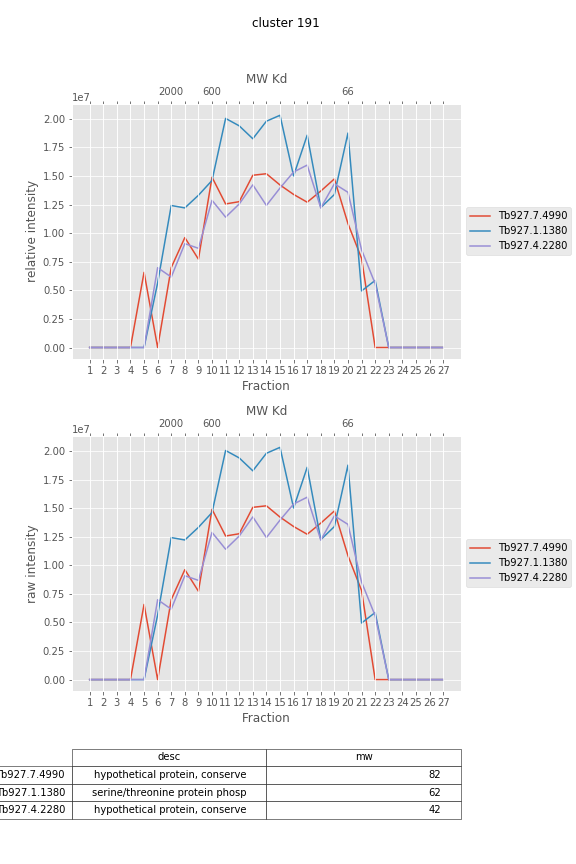 cluster 191
MW Kd
2000 600 66
1e7
2.00
1.75
1.50
1.25
1.00
0.75
0.50
0.25
0.00
relative intensity
Tb927.7.4990
Tb927.1.1380
Tb927.4.2280
1 2 3 4 5 6 7 8 9 10 11 12 13 14 15 16 17 18 19 20 21 22 23 24 25 26 27
Fraction
MW Kd
2000 600 66
1e7
2.00
1.75
1.50
1.25
1.00
0.75
0.50
0.25
0.00
raw intensity
Tb927.7.4990
Tb927.1.1380
Tb927.4.2280
1 2 3 4 5 6 7 8 9 10 11 12 13 14 15 16 17 18 19 20 21 22 23 24 25 26 27
Fraction
desc mw
Tb927.7.4990 hypothetical protein, conserve 82
Tb927.1.1380 serine/threonine protein phosp 62
Tb927.4.2280 hypothetical protein, conserve 42